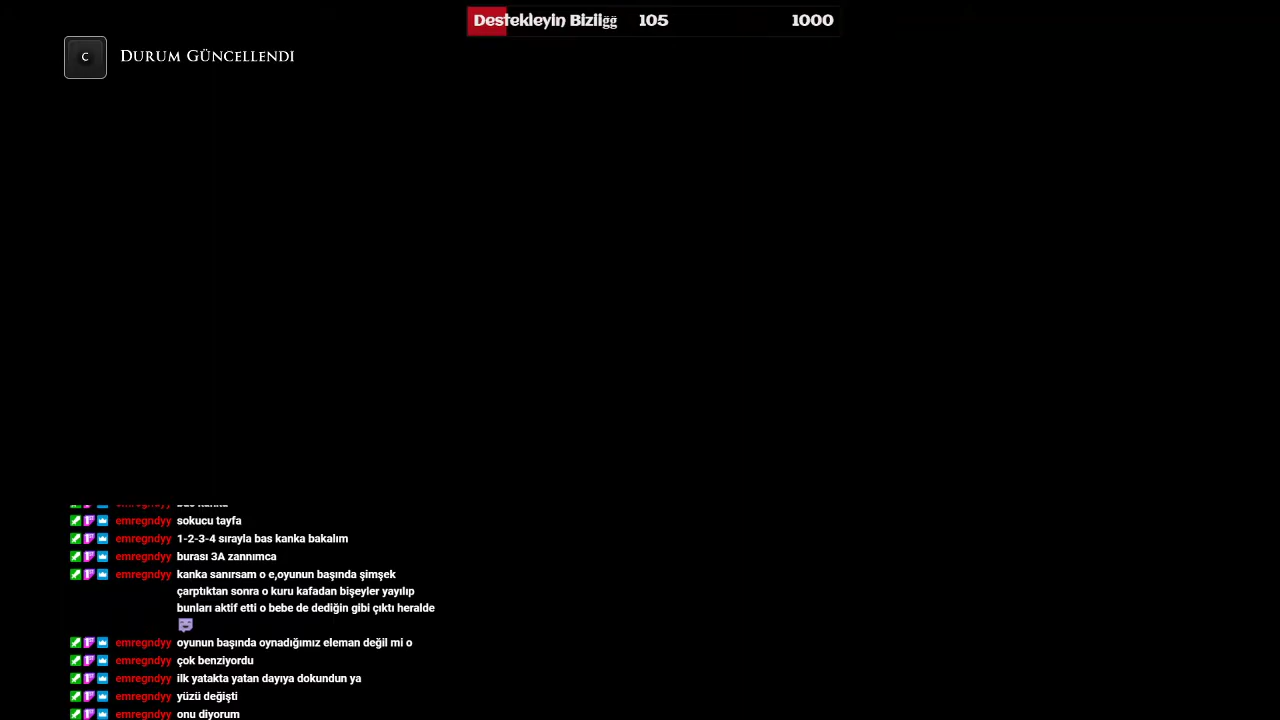 Destekleyin Biziigğ 105 1000
C DURUM GÜNCELLENDI
emregndyy sokucu tayfa
emregndyy 1-2-3-4 sırayla bas kanka bakalım
emregndyy burası 3A zannımca
emregndyy kanka sanırsam o e,oyunun başında şimşek
çarptıktan sonra o kuru kafadan bişeyler yayılıp
bunları aktif etti o bebe de dediğin gibi çıktı heralde
emregndyy oyunun başında oynadığımız eleman değil mi o
emregndyy çok benziyordu
emregndyy ilk yatakta yatan dayıya dokundun ya
emregndyy yüzü değişti
emregndyy onu diyorum